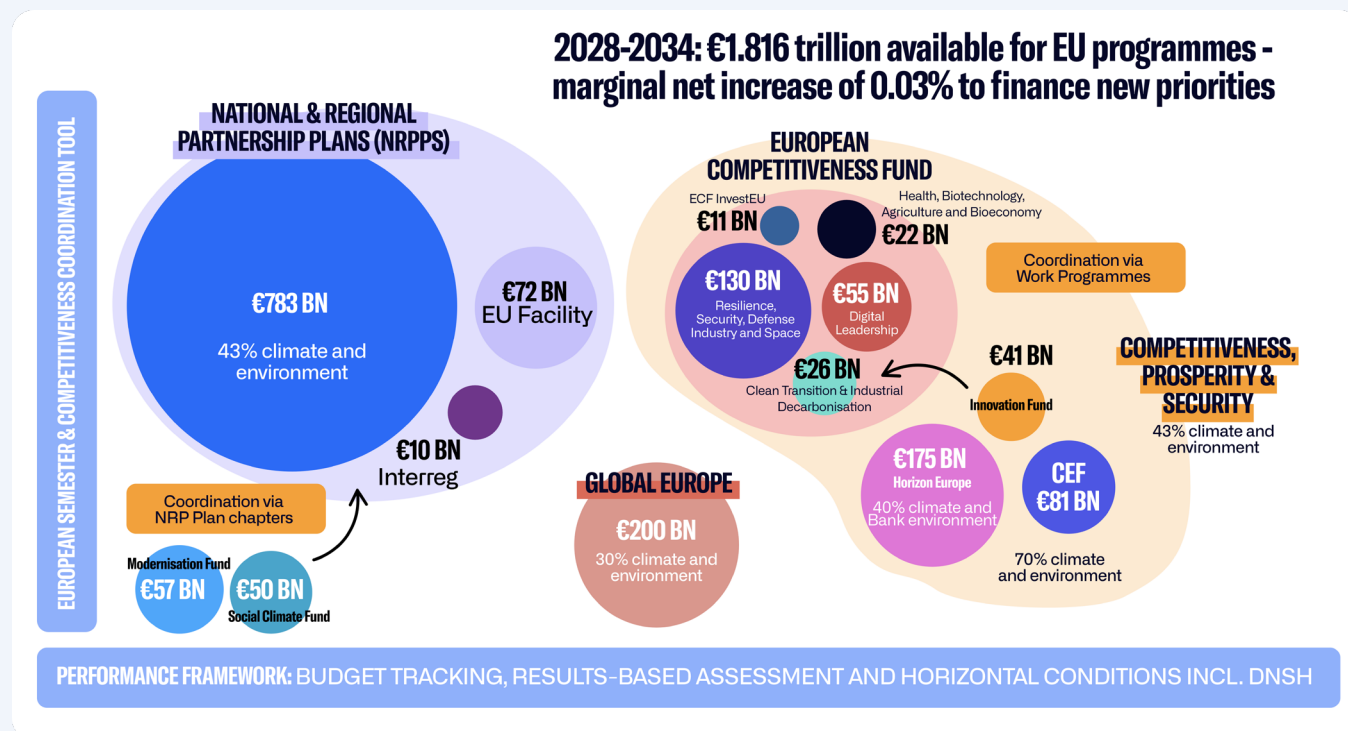 2028-2034: €1.816 trillion available for EU programmes -
marginal net increase of 0.03% to finance new priorities
EUROPEAN SEMESTER & COMPETITIVENESS COORDINATION TOOL
NATIONAL & REGIONAL
PARTNERSHIP PLANS (NRPPS)
€783 BN
43% climate and
environment
€72 BN
EU Facility
€10 BN
Interreg
Coordination via
NRP Plan chapters
Modernisation Fund
€57 BN
€50 BN
Social Climate Fund
GLOBAL EUROPE
€200 BN
30% climate and
environment
EUROPEAN
COMPETITIVENESS FUND
ECF InvestEU
€11 BN
Health, Biotechnology,
Agriculture and Bioeconomy
€22 BN
€130 BN
Resilience,
Security, Defense
Industry and Space
€55 BN
Digital
Leadership
€26 BN
Clean Transition & Industrial
Decarbonisation
Coordination via
Work Programmes
€41 BN
Innovation Fund
COMPETITIVENESS,
PROSPERITY &
SECURITY
43% climate and
environment
€175 BN
Horizon Europe
40% climate and
Bank environment
CEF
€81 BN
70% climate
and environment
PERFORMANCE FRAMEWORK: BUDGET TRACKING, RESULTS-BASED ASSESSMENT AND HORIZONTAL CONDITIONS INCL. DNSH